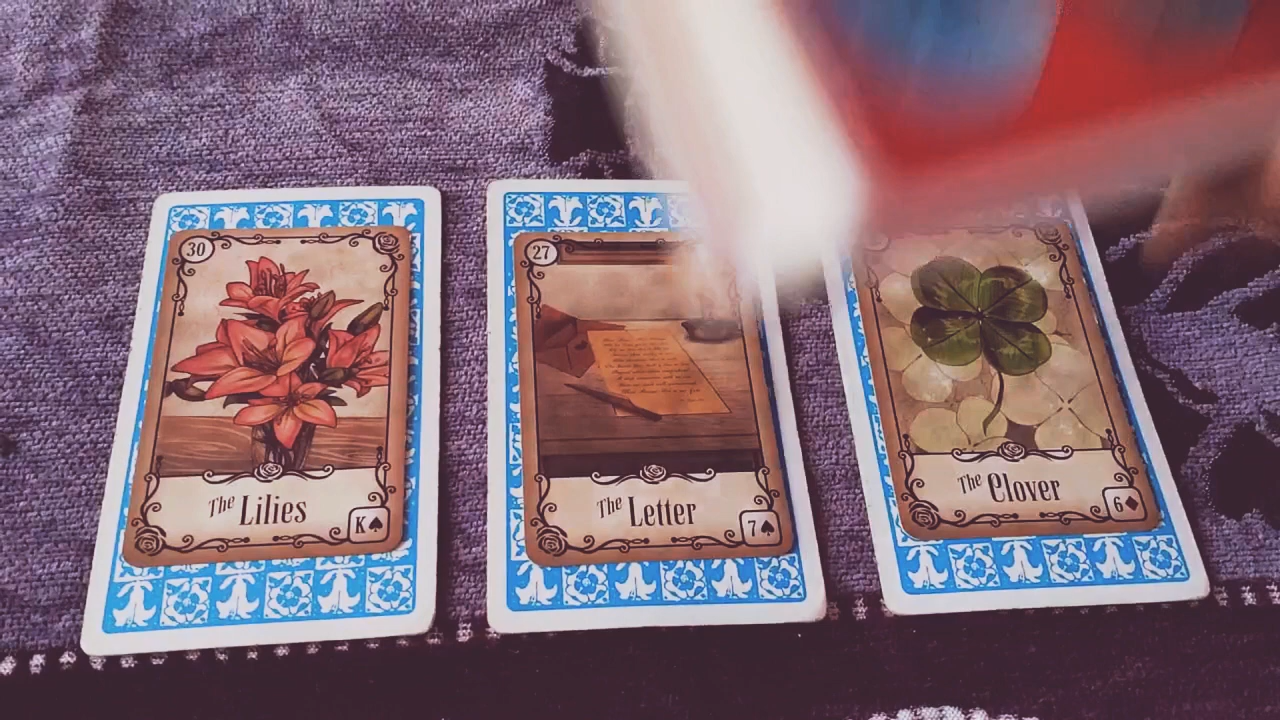 30
The Lilies
K♠
27
The Letter
7♠
The Clover
6♦